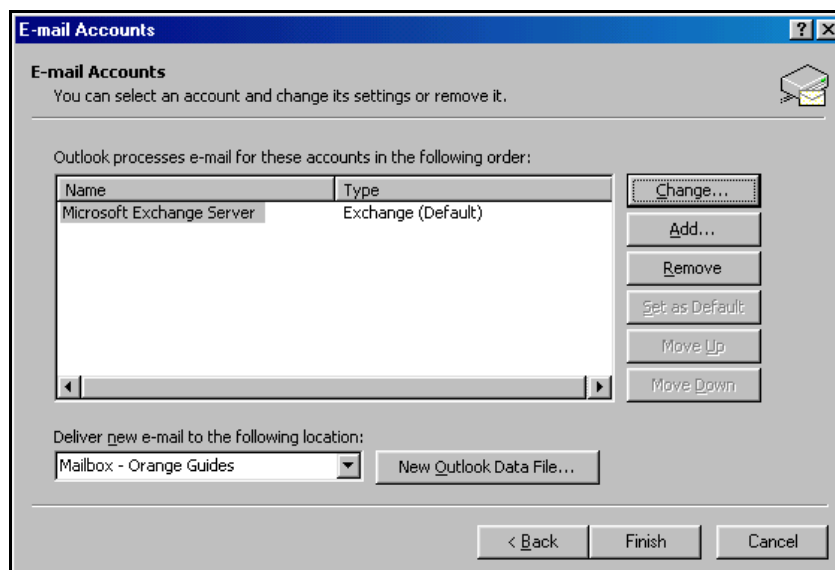 E-mail Accounts
E-mail Accounts
You can select an account and change its settings or remove it.
Outlook processes e-mail for these accounts in the following order:
Name Type
Microsoft Exchange Server Exchange (Default)
Change...
Add...
Remove
Set as Default
Move Up
Move Down
Deliver new e-mail to the following location:
Mailbox - Orange Guides New Outlook Data File...
< Back Finish Cancel